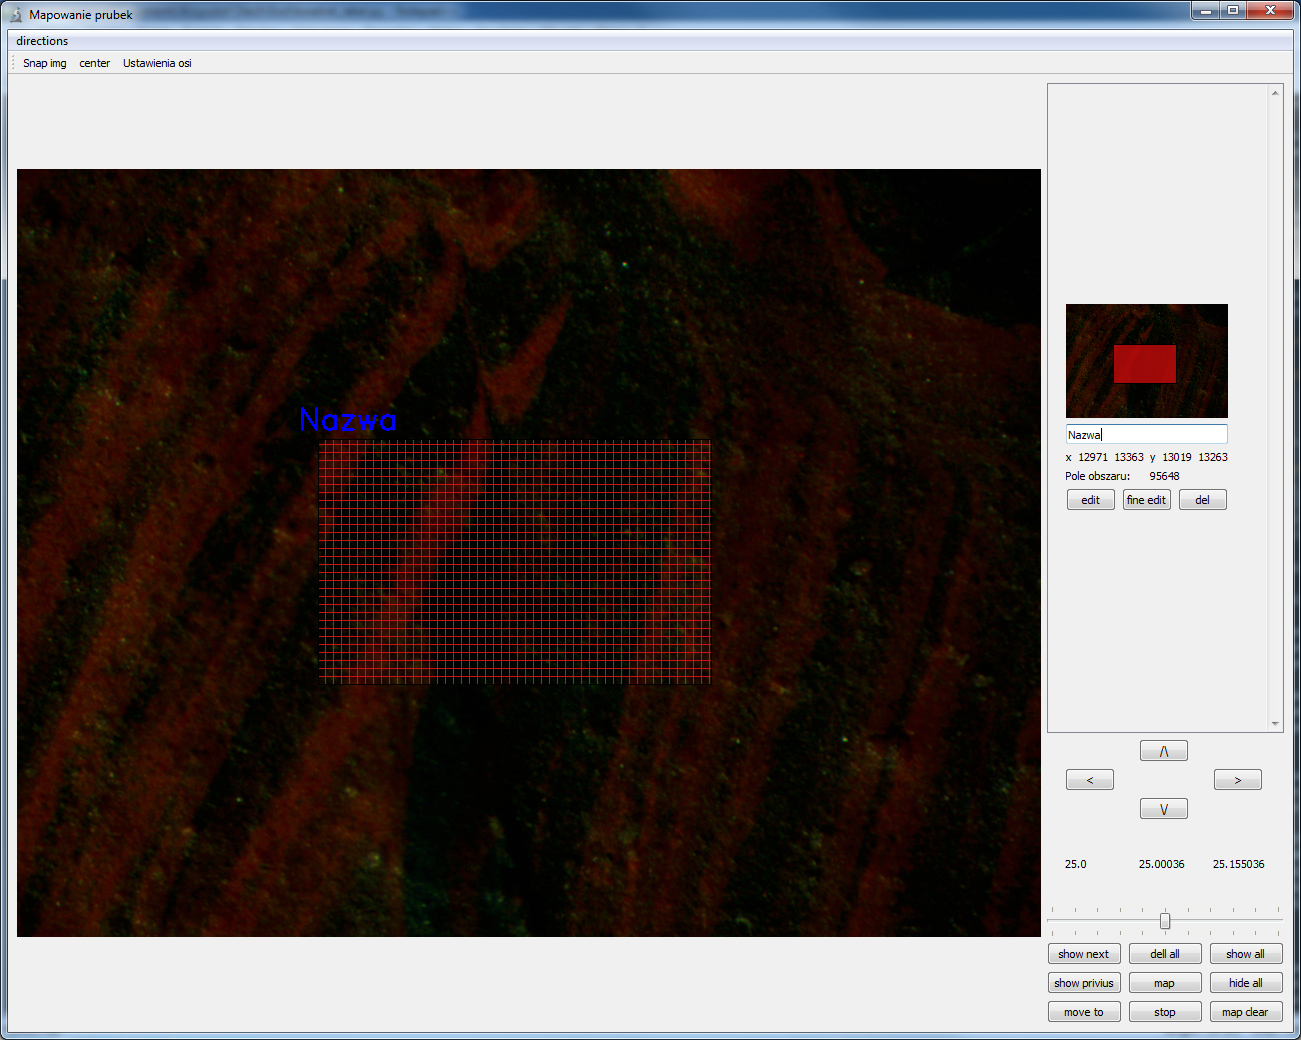 Mapowanie prubek
directions
Snap img center Ustawienia osi
Nazwa
Nazwa
x 12971 13363 y 13019 13263
Pole obszaru: 95648
edit fine edit del
/\
< >
\/
25.0 25.00036 25.155036
show next dell all show all
show privius map hide all
move to stop map clear